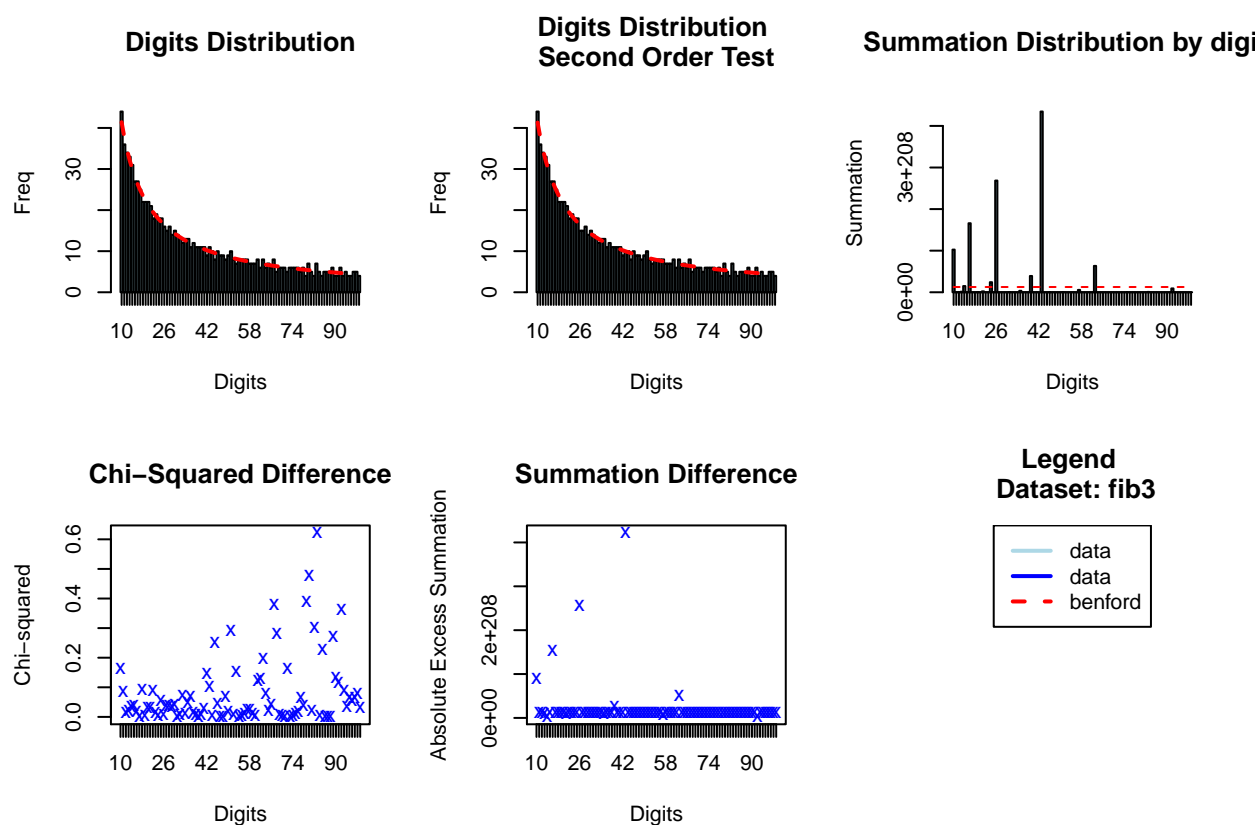 Digits Distribution
Freq
0
10
30
10 26 42 58 74 90
Digits
Digits Distribution
Second Order Test
Freq
0
10
30
10 26 42 58 74 90
Digits
Summation Distribution by digi
Summation
0e+00
3e+208
10 26 42 58 74 90
Digits
Chi−Squared Difference
Chi−squared
0.0
0.2
0.4
0.6
10 26 42 58 74 90
Digits
Summation Difference
Absolute Excess Summation
0e+00
2e+208
10 26 42 58 74 90
Digits
Legend
Dataset: fib3
data
data
benford